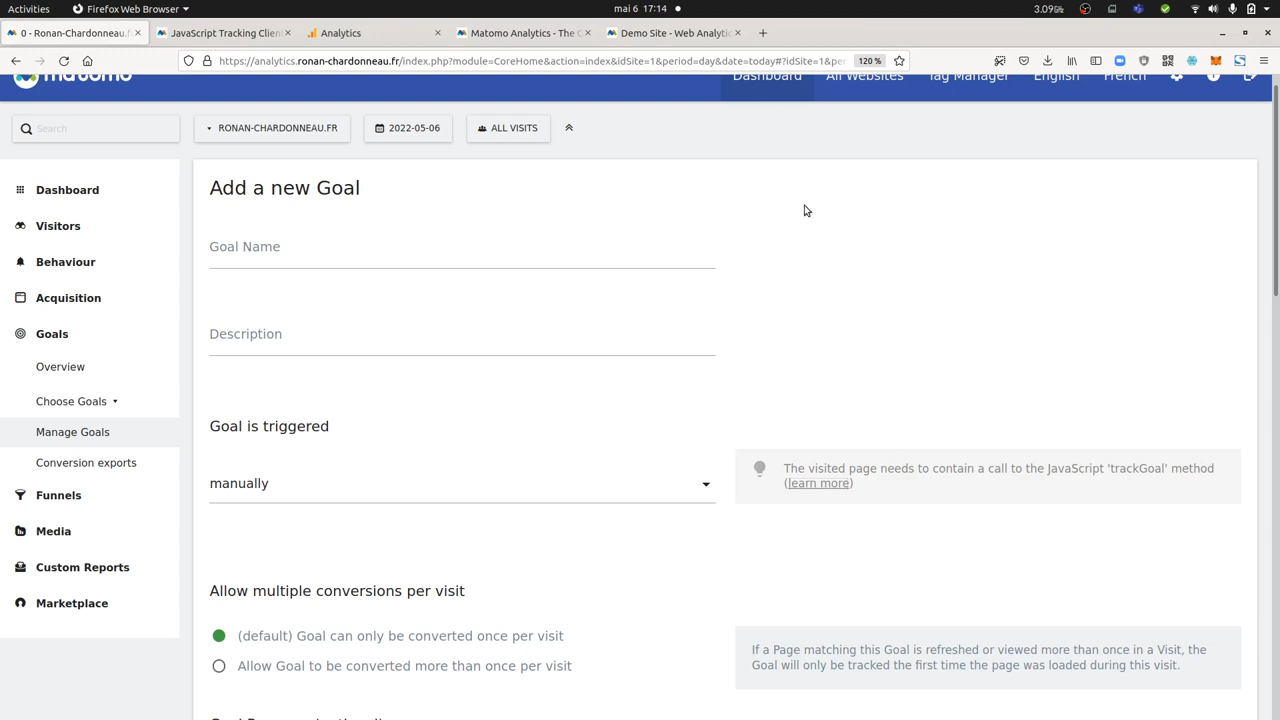 Activities
Firefox Web Browser
mai 6 17:14
3.09
0 - Ronan-Chardonneau.f
JavaScript Tracking Clien
Analytics
Matomo Analytics - The C
Demo Site - Web Analytic
https://analytics.ronan-chardonneau.fr/index.php?module=CoreHome&action=index&idSite=1&period=day&date=today#?idSite=1&pe
120 %
matomo
Dashboard
All Websites
Tag Manager
English
French
Search
RONAN-CHARDONNEAU.FR
2022-05-06
ALL VISITS
Dashboard
Visitors
Behaviour
Acquisition
Goals
Overview
Choose Goals
Manage Goals
Conversion exports
Funnels
Media
Custom Reports
Marketplace
Add a new Goal
Goal Name
Description
Goal is triggered
manually
The visited page needs to contain a call to the JavaScript 'trackGoal' method
(learn more)
Allow multiple conversions per visit
(default) Goal can only be converted once per visit
Allow Goal to be converted more than once per visit
If a Page matching this Goal is refreshed or viewed more than once in a Visit, the
Goal will only be tracked the first time the page was loaded during this visit.